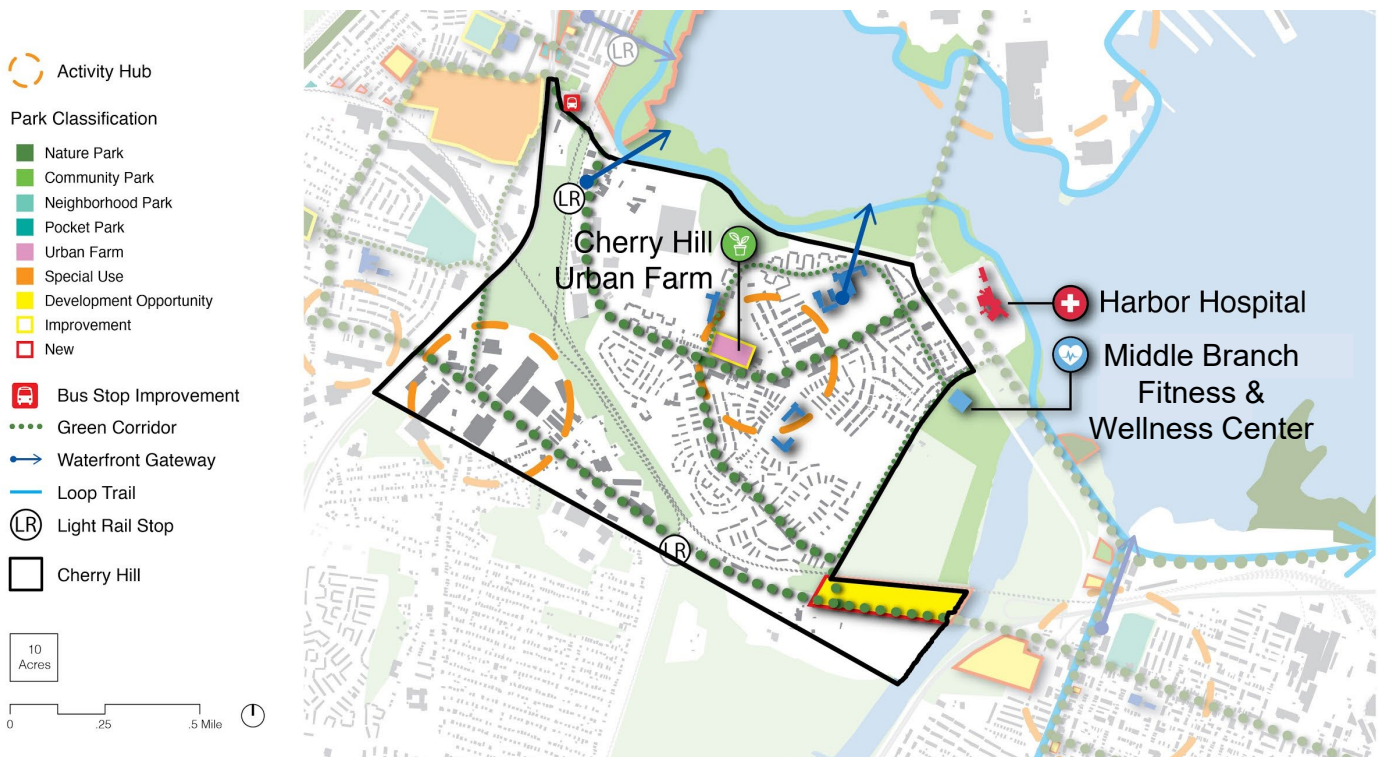 Activity Hub
Park Classification
Nature Park
Community Park
Neighborhood Park
Pocket Park
Urban Farm
Special Use
Development Opportunity
Improvement
New
Bus Stop Improvement
Green Corridor
Waterfront Gateway
Loop Trail
LR
Light Rail Stop
Cherry Hill
10
Acres
0
.25
.5 Mile
LR
LR
Cherry Hill
Urban Farm
Harbor Hospital
Middle Branch
Fitness &
Wellness Center
LR